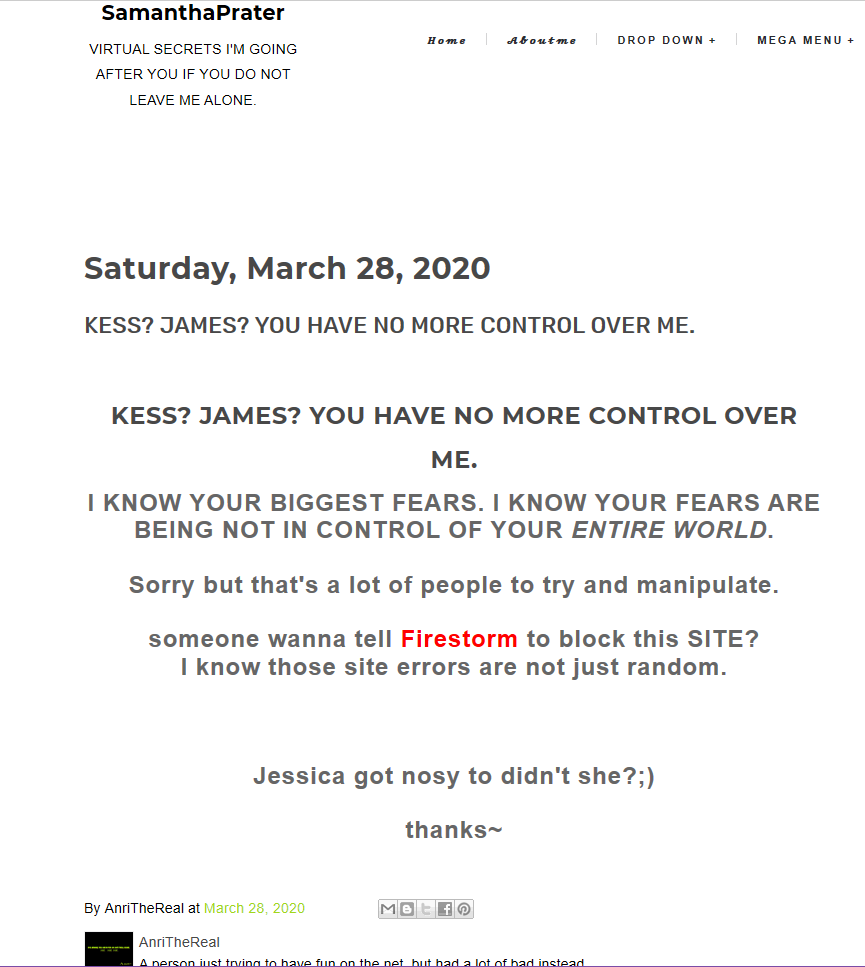 SamanthaPrater
VIRTUAL SECRETS I'M GOING
AFTER YOU IF YOU DO NOT
LEAVE ME ALONE.
Home
Aboutme
DROP DOWN +
MEGA MENU +
Saturday, March 28, 2020
KESS? JAMES? YOU HAVE NO MORE CONTROL OVER ME.
KESS? JAMES? YOU HAVE NO MORE CONTROL OVER
ME.
I KNOW YOUR BIGGEST FEARS. I KNOW YOUR FEARS ARE
BEING NOT IN CONTROL OF YOUR ENTIRE WORLD.
Sorry but that's a lot of people to try and manipulate.
someone wanna tell Firestorm to block this SITE?
I know those site errors are not just random.
Jessica got nosy to didn't she?;)
thanks~
By AnriTheReal at March 28, 2020
AnriTheReal
A person just trying to have fun on the net, but had a lot of bad instead